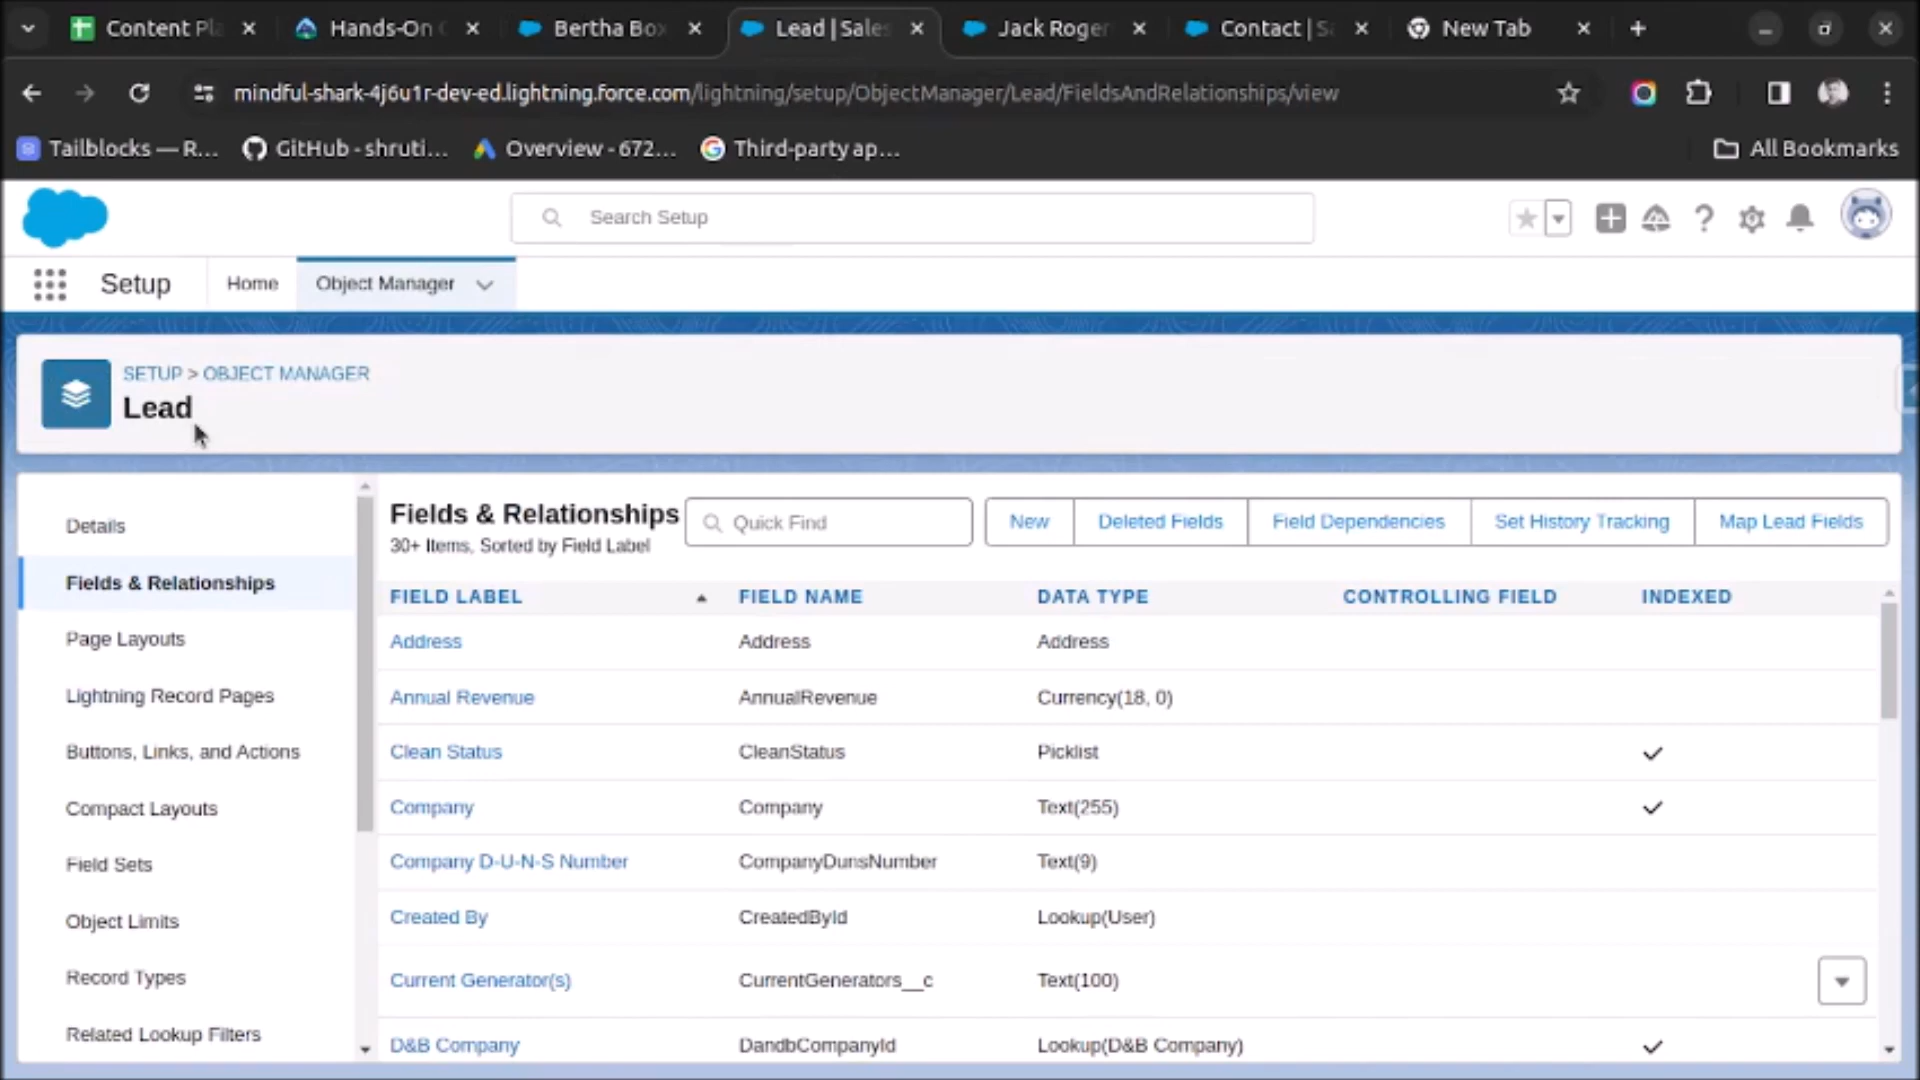 Content Pla
Hands-On
Bertha Box
Lead | Sales
Jack Roger
Contact | Sa
New Tab
mindful-shark-4j6u1r-dev-ed.lightning.force.com/lightning/setup/ObjectManager/Lead/FieldsAndRelationships/view
Tailblocks — R...
GitHub - shruti...
Overview - 672...
Third-party ap...
All Bookmarks
Search Setup
Setup
Home
Object Manager
SETUP > OBJECT MANAGER
Lead
Details
Fields & Relationships
Page Layouts
Lightning Record Pages
Buttons, Links, and Actions
Compact Layouts
Field Sets
Object Limits
Record Types
Related Lookup Filters
Fields & Relationships
30+ Items, Sorted by Field Label
Quick Find
New
Deleted Fields
Field Dependencies
Set History Tracking
Map Lead Fields
FIELD LABEL FIELD NAME DATA TYPE CONTROLLING FIELD INDEXED
Address Address Address
Annual Revenue AnnualRevenue Currency(18, 0)
Clean Status CleanStatus Picklist
Company Company Text(255)
Company D-U-N-S Number CompanyDunsNumber Text(9)
Created By CreatedById Lookup(User)
Current Generator(s) CurrentGenerators__c Text(100)
D&B Company DandbCompanyId Lookup(D&B Company)